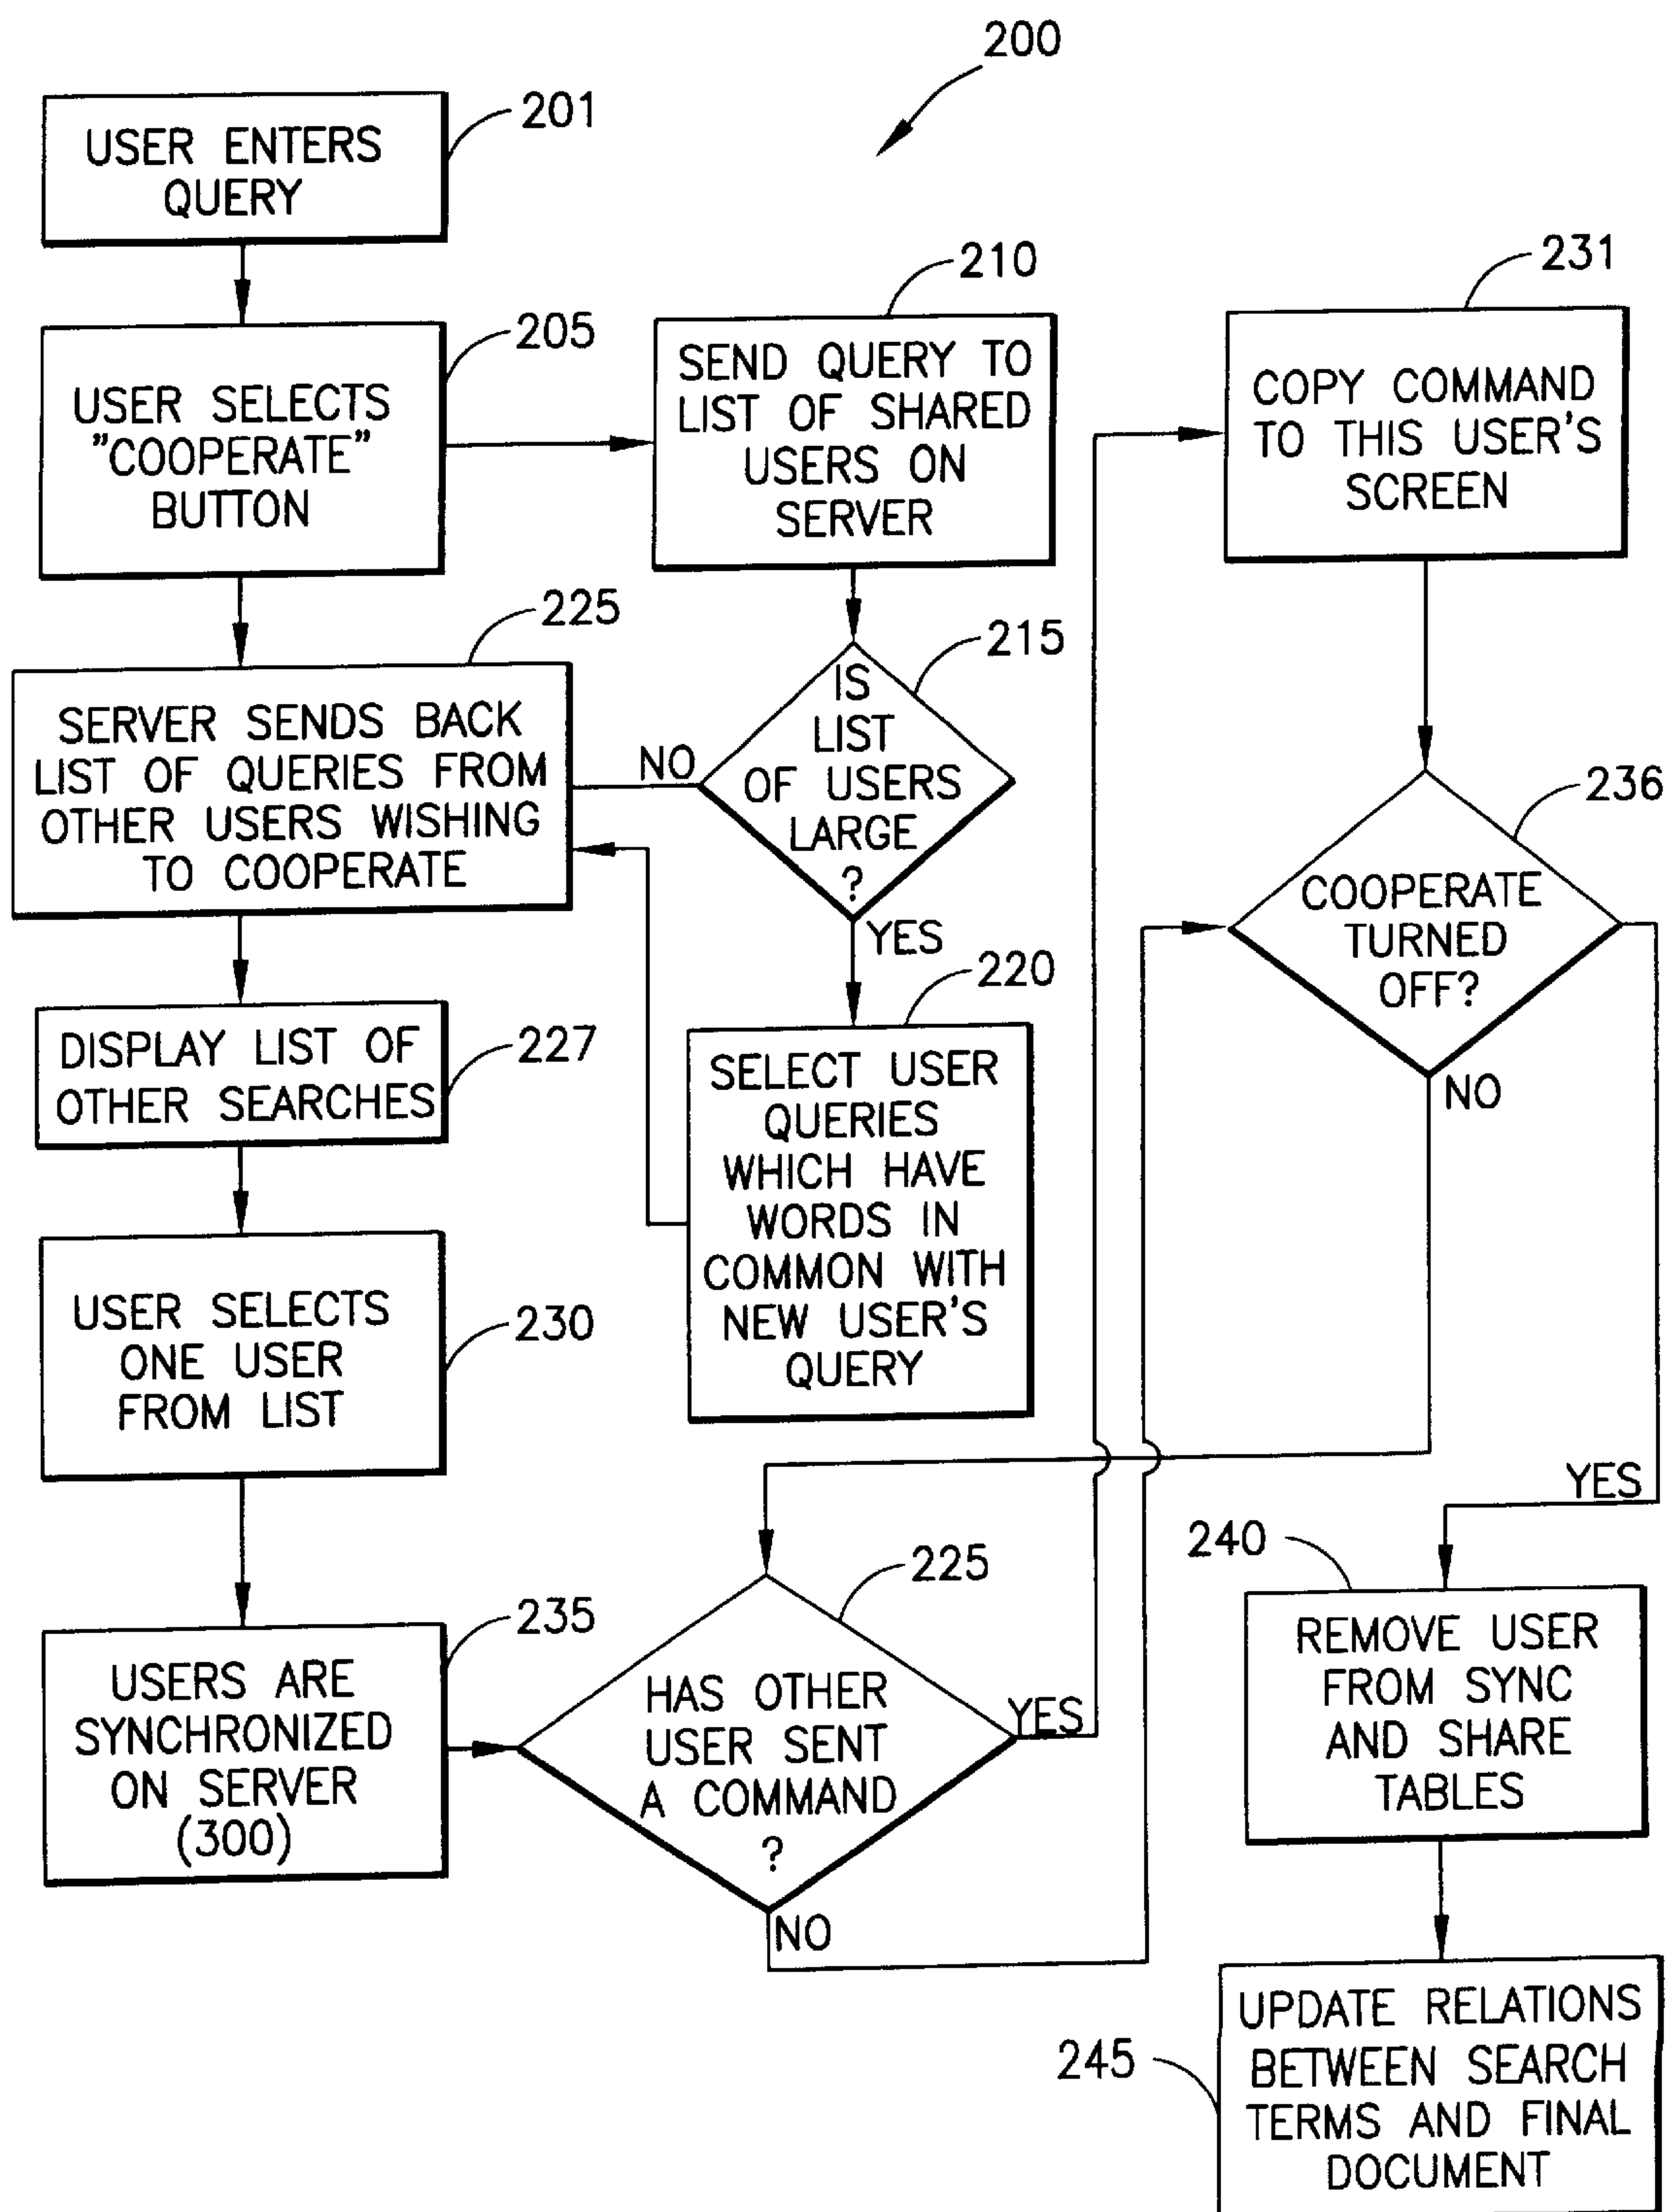 200
201
USER ENTERS
QUERY
205
USER SELECTS
"COOPERATE"
BUTTON
210
SEND QUERY TO
LIST OF SHARED
USERS ON
SERVER
215
IS
LIST
OF USERS
LARGE
?
NO
YES
220
SELECT USER
QUERIES
WHICH HAVE
WORDS IN
COMMON WITH
NEW USER'S
QUERY
225
SERVER SENDS BACK
LIST OF QUERIES FROM
OTHER USERS WISHING
TO COOPERATE
227
DISPLAY LIST OF
OTHER SEARCHES
230
USER SELECTS
ONE USER
FROM LIST
235
USERS ARE
SYNCHRONIZED
ON SERVER
(300)
225
HAS OTHER
USER SENT
A COMMAND
?
YES
NO
231
COPY COMMAND
TO THIS USER'S
SCREEN
236
COOPERATE
TURNED
OFF?
NO
YES
240
REMOVE USER
FROM SYNC
AND SHARE
TABLES
245
UPDATE RELATIONS
BETWEEN SEARCH
TERMS AND FINAL
DOCUMENT